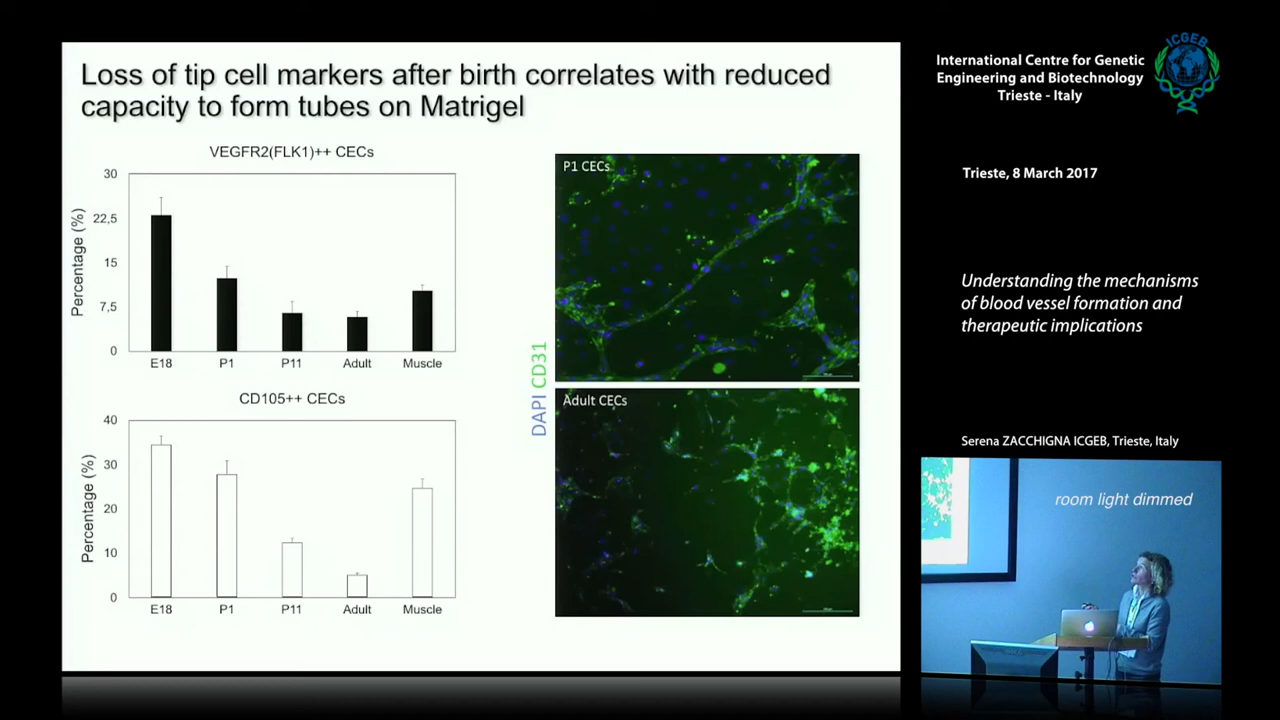 Loss of tip cell markers after birth correlates with reduced
capacity to form tubes on Matrigel
VEGFR2(FLK1)++ CECs
Percentage (%)
30
22,5
15
7,5
0
E18 P1 P11 Adult Muscle
CD105++ CECs
Percentage (%)
40
30
20
10
0
E18 P1 P11 Adult Muscle
DAPI CD31
P1 CECs
Adult CECs
International Centre for Genetic
Engineering and Biotechnology
Trieste - Italy
ICGEB
Trieste, 8 March 2017
Understanding the mechanisms
of blood vessel formation and
therapeutic implications
Serena ZACCHIGNA ICGEB, Trieste, Italy
room light dimmed